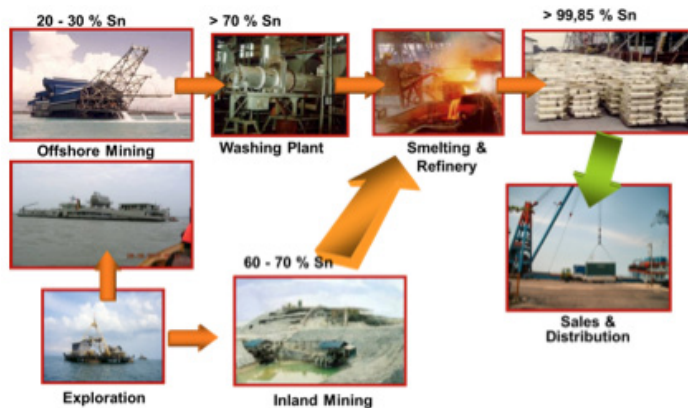 20 - 30 % Sn
> 70 % Sn
> 99,85 % Sn
Offshore Mining
Washing Plant
Smelting &
Refinery
60 - 70 % Sn
Sales &
Distribution
Exploration
Inland Mining